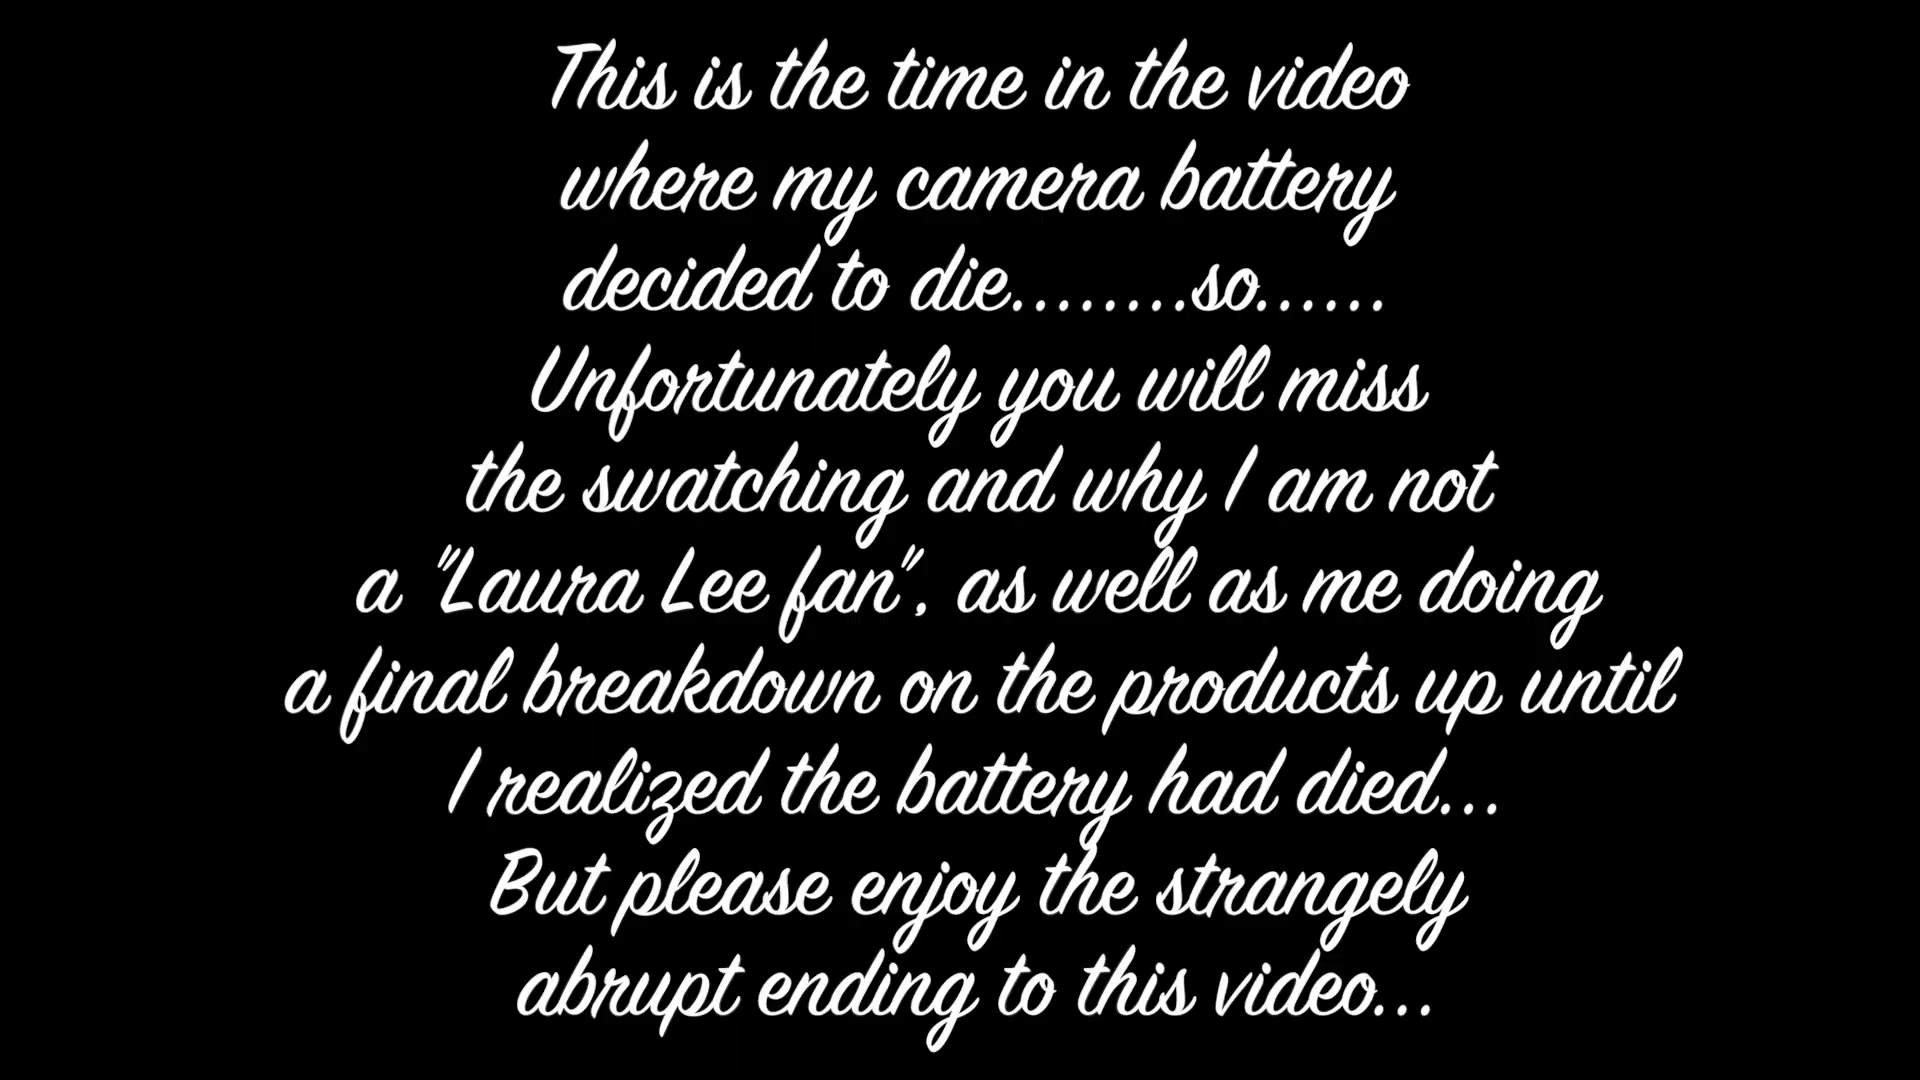 This is the time in the video
where my camera battery
decided to die........so......
Unfortunately you will miss
the swatching and why I am not
a "Laura Lee fan", as well as me doing
a final breakdown on the products up until
I realized the battery had died...
But please enjoy the strangely
abrupt ending to this video...